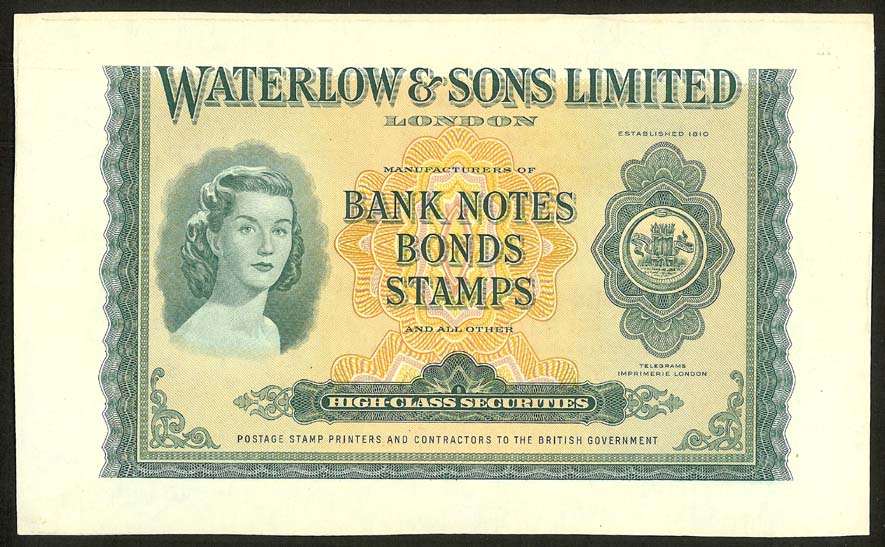 WATERLOW & SONS LIMITED
LONDON
ESTABLISHED 1810
MANUFACTURERS OF
BANK NOTES
BONDS
STAMPS
AND ALL OTHER
TELEGRAMS
IMPRIMERIE LONDON
HIGH-CLASS SECURITIES
POSTAGE STAMP PRINTERS AND CONTRACTORS TO THE BRITISH GOVERNMENT